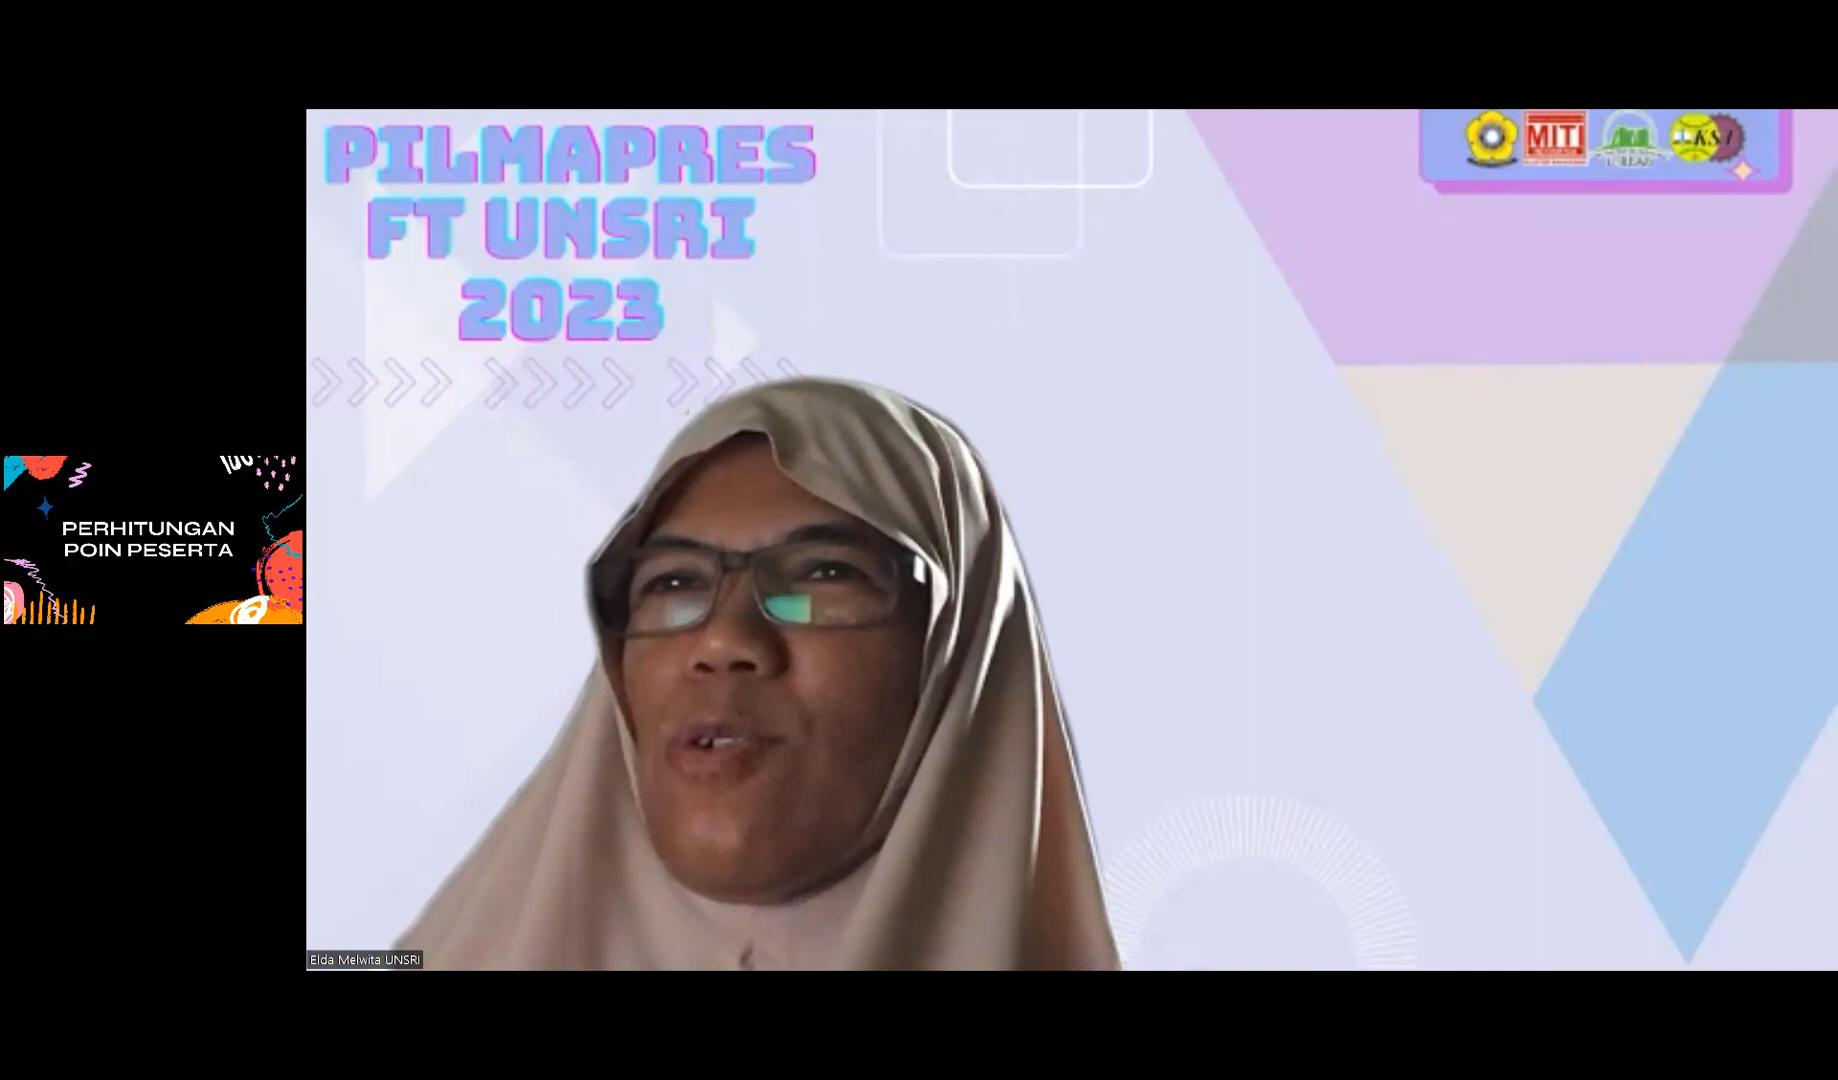 PILMAPRES
FT UNSRI
2023
MITI
PERHITUNGAN
POIN PESERTA
Elda Melwita UNSRI